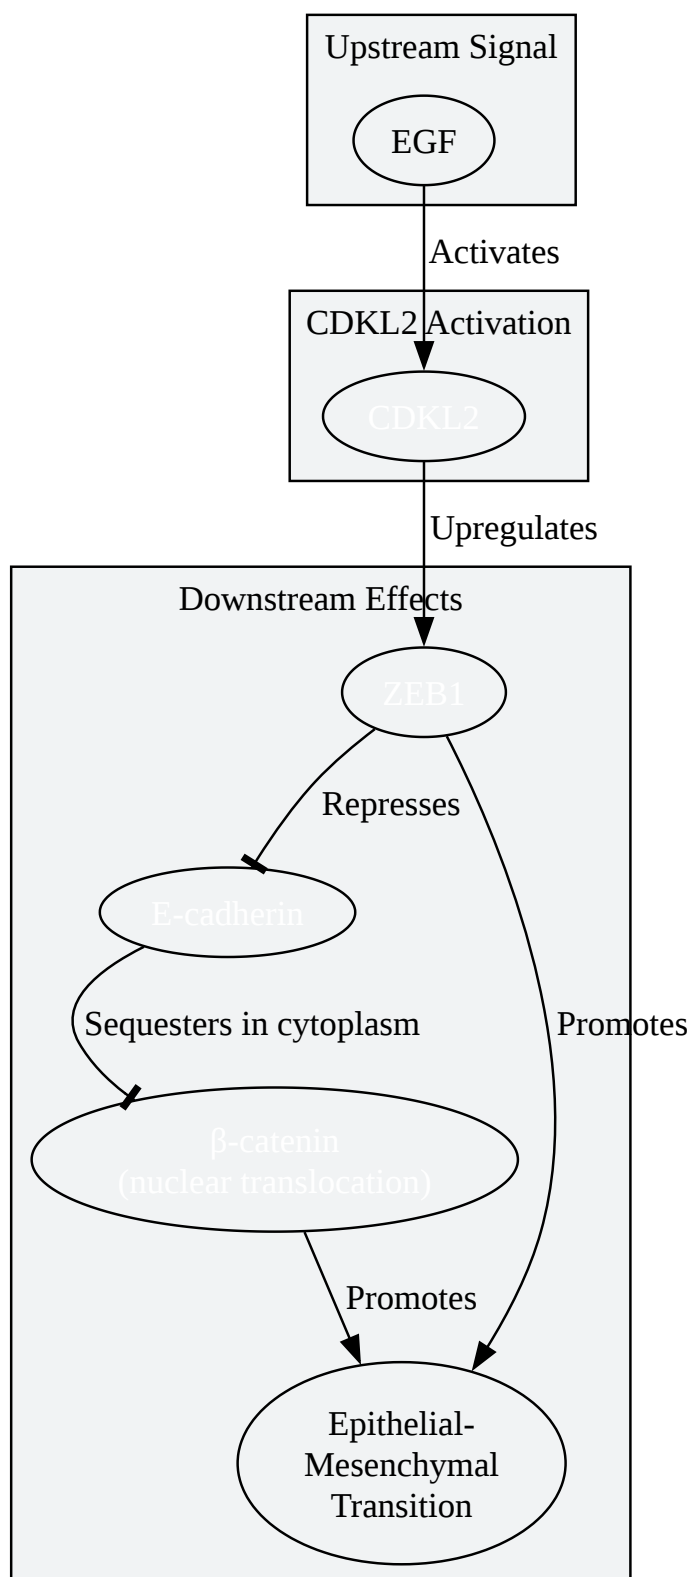 Upstream Signal
EGF
Activates
CDKL2 Activation
CDKL2
Upregulates
Downstream Effects
ZEB1
Represses
E-cadherin
Sequesters in cytoplasm
Promotes
β-catenin
(nuclear translocation)
Promotes
Epithelial-
Mesenchymal
Transition